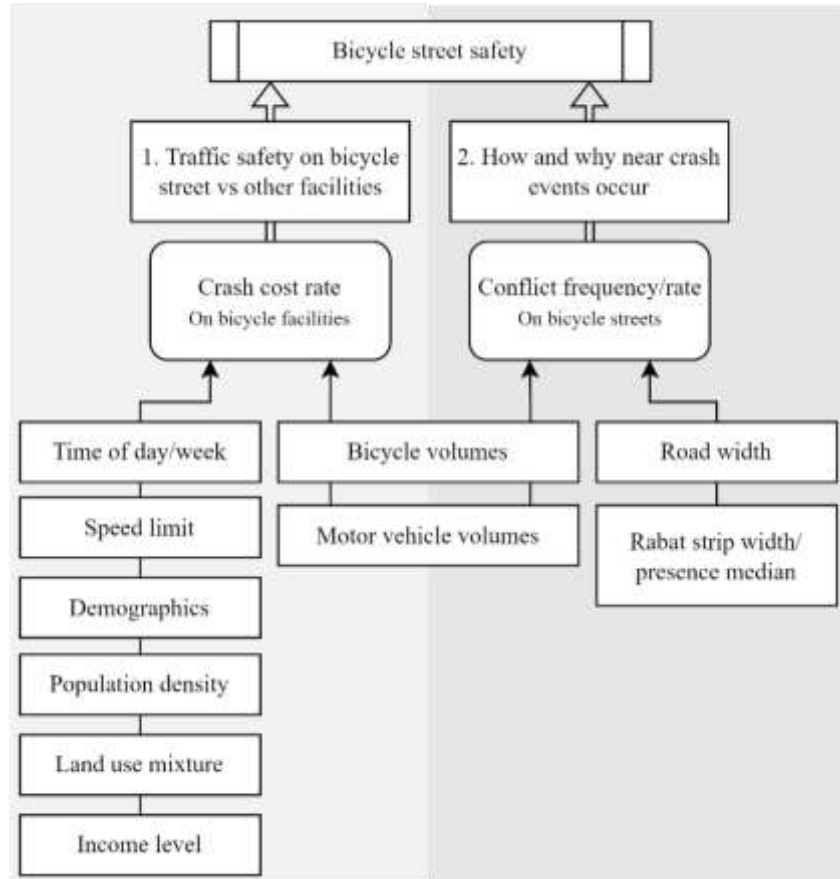 Bicycle street safety
1. Traffic safety on bicycle
street vs other facilities
2. How and why near crash
events occur
Crash cost rate
On bicycle facilities
Conflict frequency/rate
On bicycle streets
Time of day/week
Bicycle volumes
Road width
Speed limit
Motor vehicle volumes
Rabat strip width/
presence median
Demographics
Population density
Land use mixture
Income level